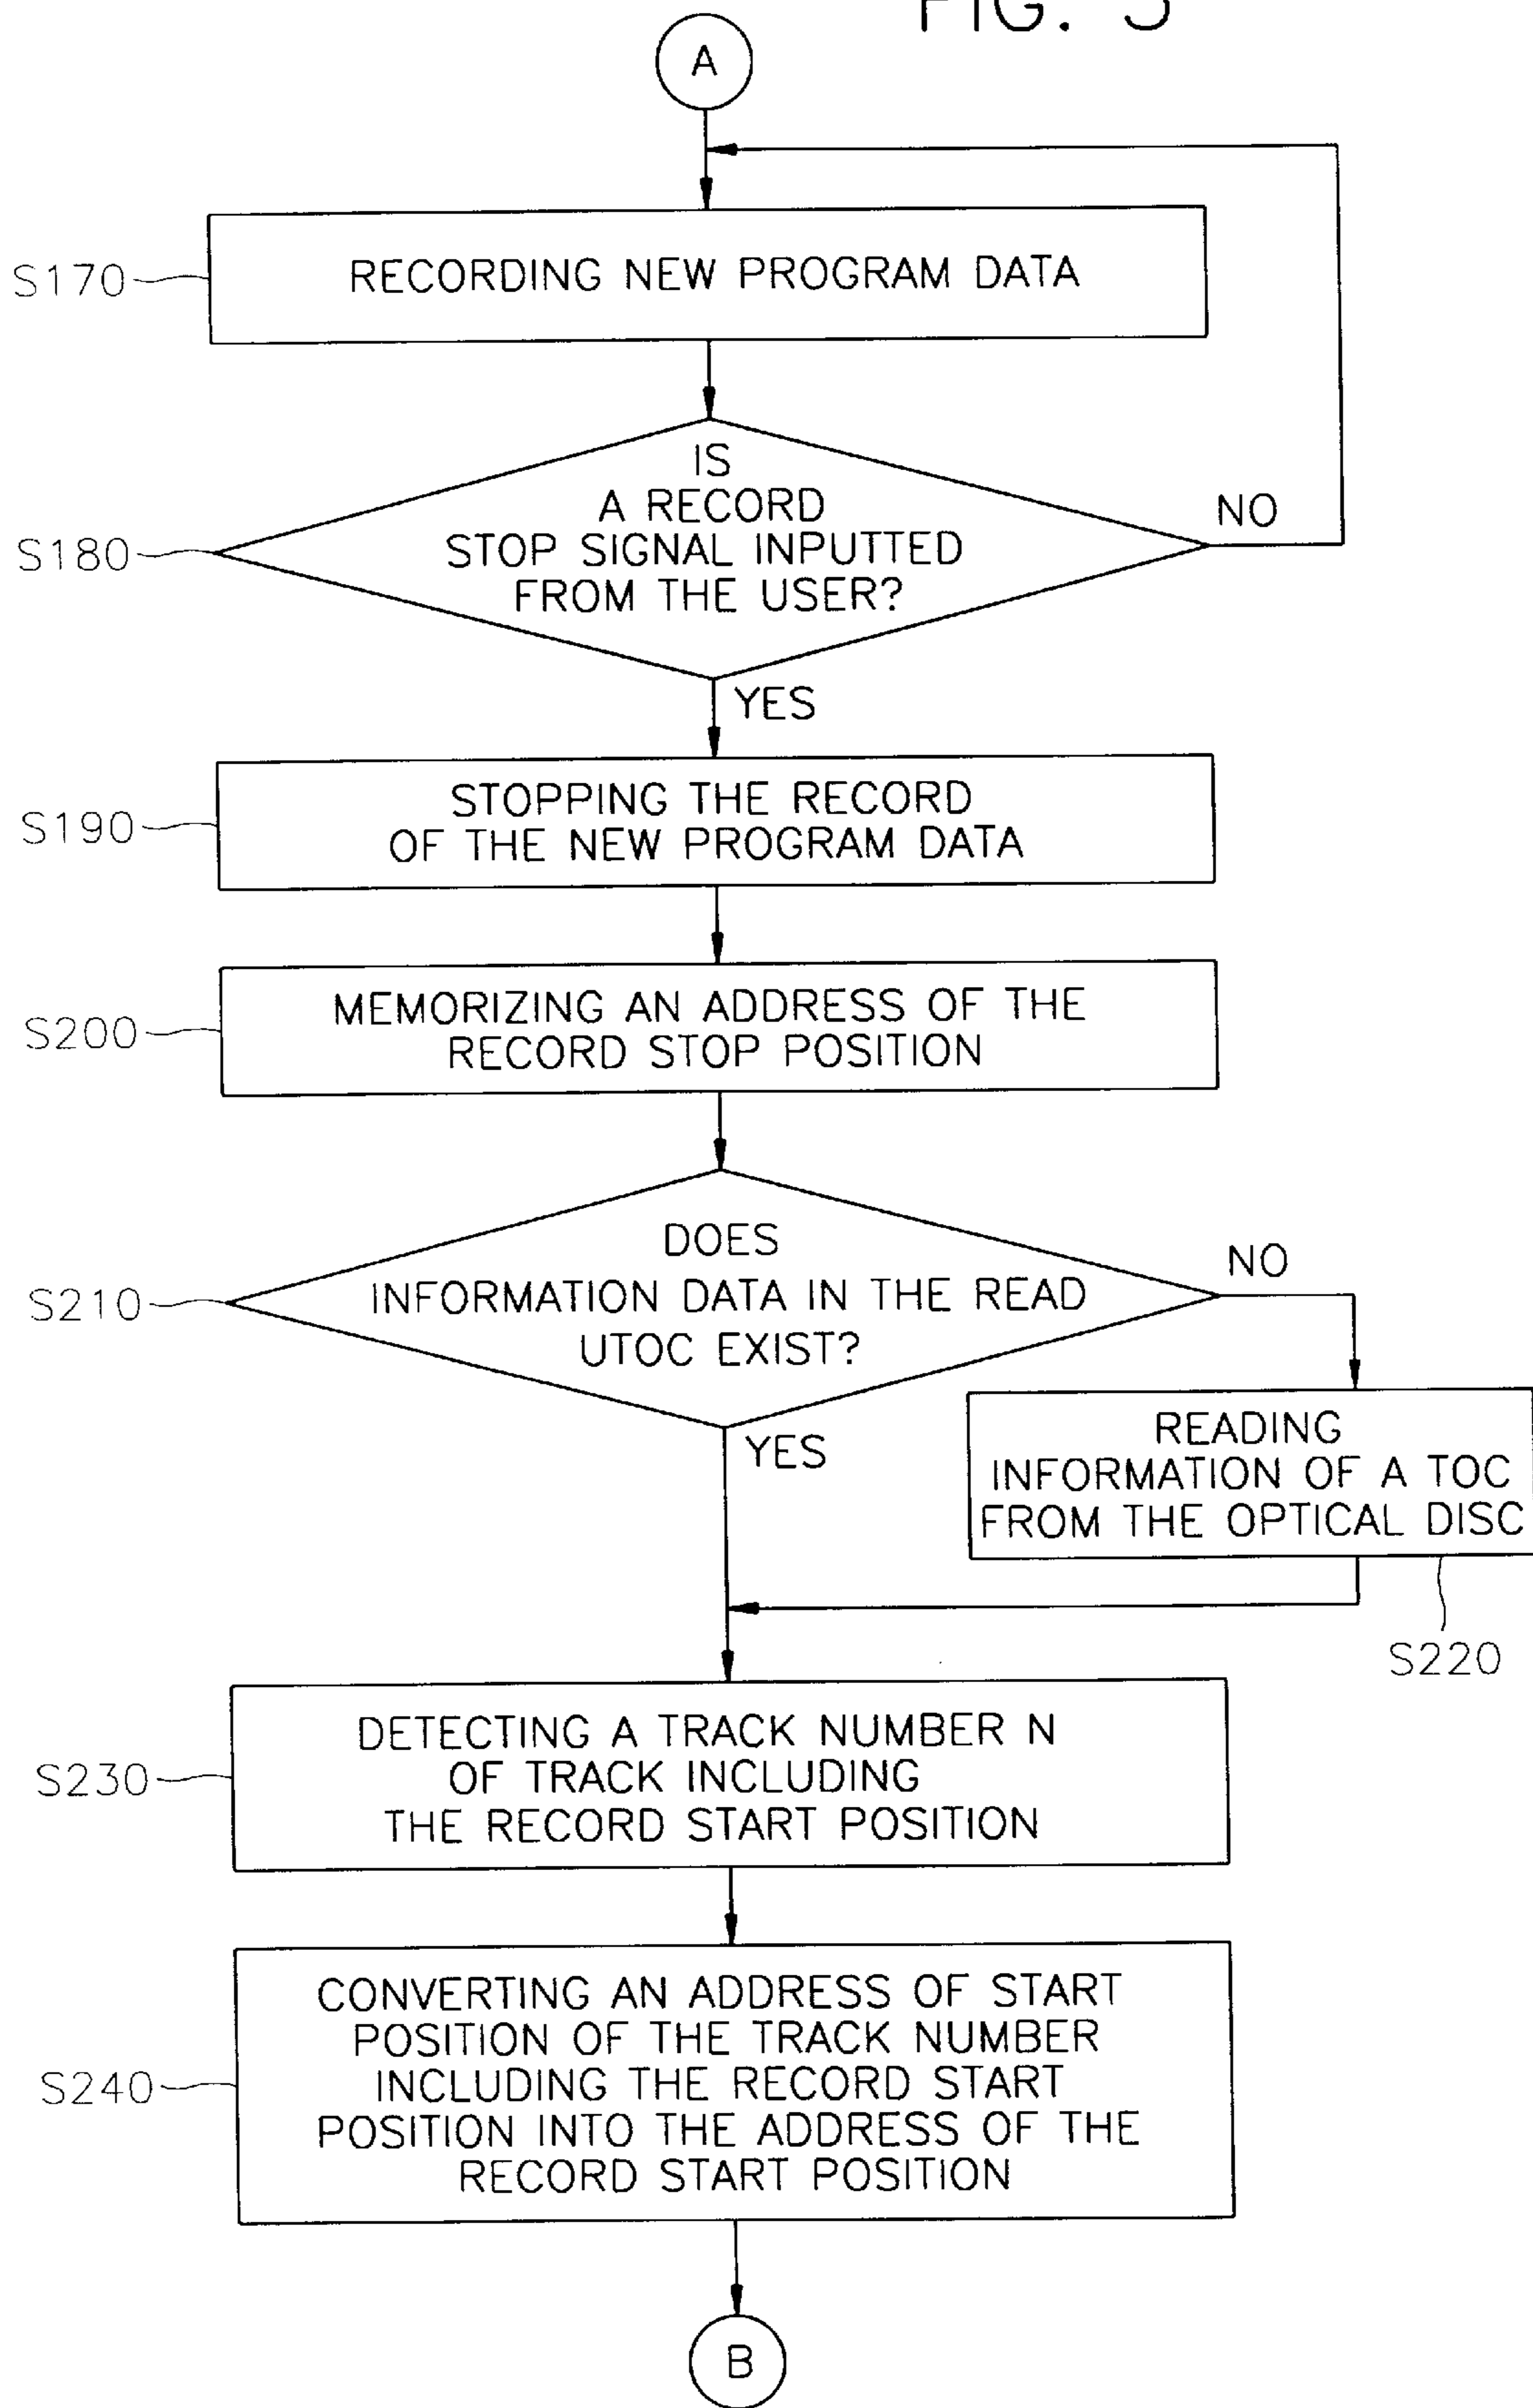 FIG.
A
S170
RECORDING NEW PROGRAM DATA
IS
A RECORD
STOP SIGNAL INPUTTED
FROM THE USER?
NO
S180
YES
S190
STOPPING THE RECORD
OF THE NEW PROGRAM DATA
S200
MEMORIZING AN ADDRESS OF THE
RECORD STOP POSITION
DOES
INFORMATION DATA IN THE READ
UTOC EXIST?
NO
S210
YES
READING
INFORMATION OF A TOC
FROM THE OPTICAL DISC
S220
S230
DETECTING A TRACK NUMBER N
OF TRACK INCLUDING
THE RECORD START POSITION
S240
CONVERTING AN ADDRESS OF START
POSITION OF THE TRACK NUMBER
INCLUDING THE RECORD START
POSITION INTO THE ADDRESS OF THE
RECORD START POSITION
B